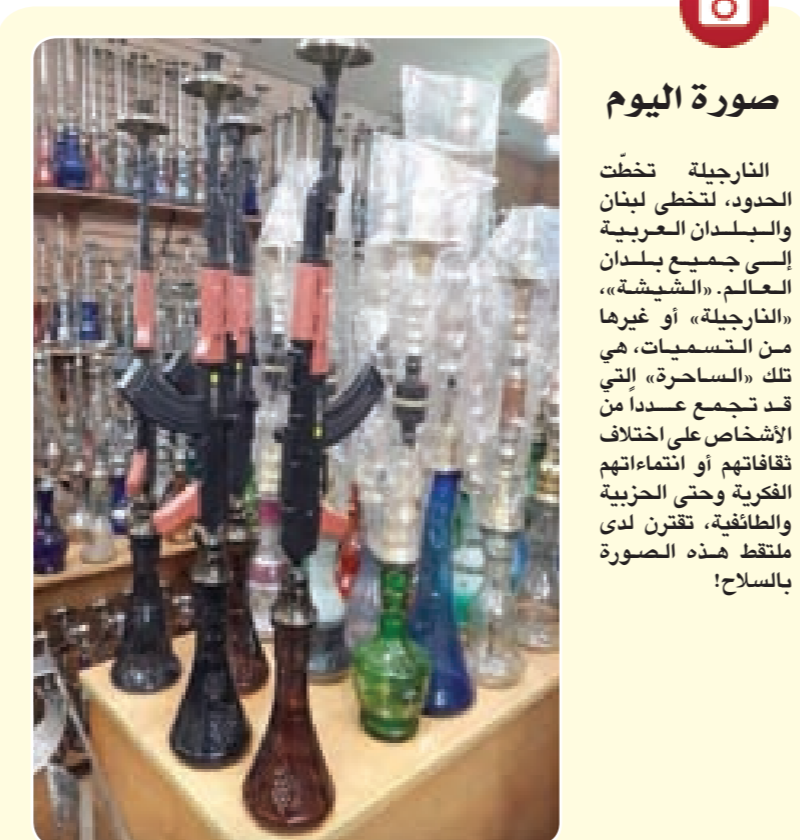 صورة اليوم
النارجيلة تخطّت
الحدود، لتخطى لبنان
والبلدان العربية
إلى جميع بلدان
العالم. «الشيشة»،
«النارجيلة» أو غيرها
من التسميات، هي
تلك «الساحرة» التي
قد تجمع عدداً من
الأشخاص على اختلاف
ثقافاتهم أو انتماءاتهم
الفكرية وحتى الحزبية
والطائفية، تقترن لدى
ملتقط هذه الصورة
بالسلاح!